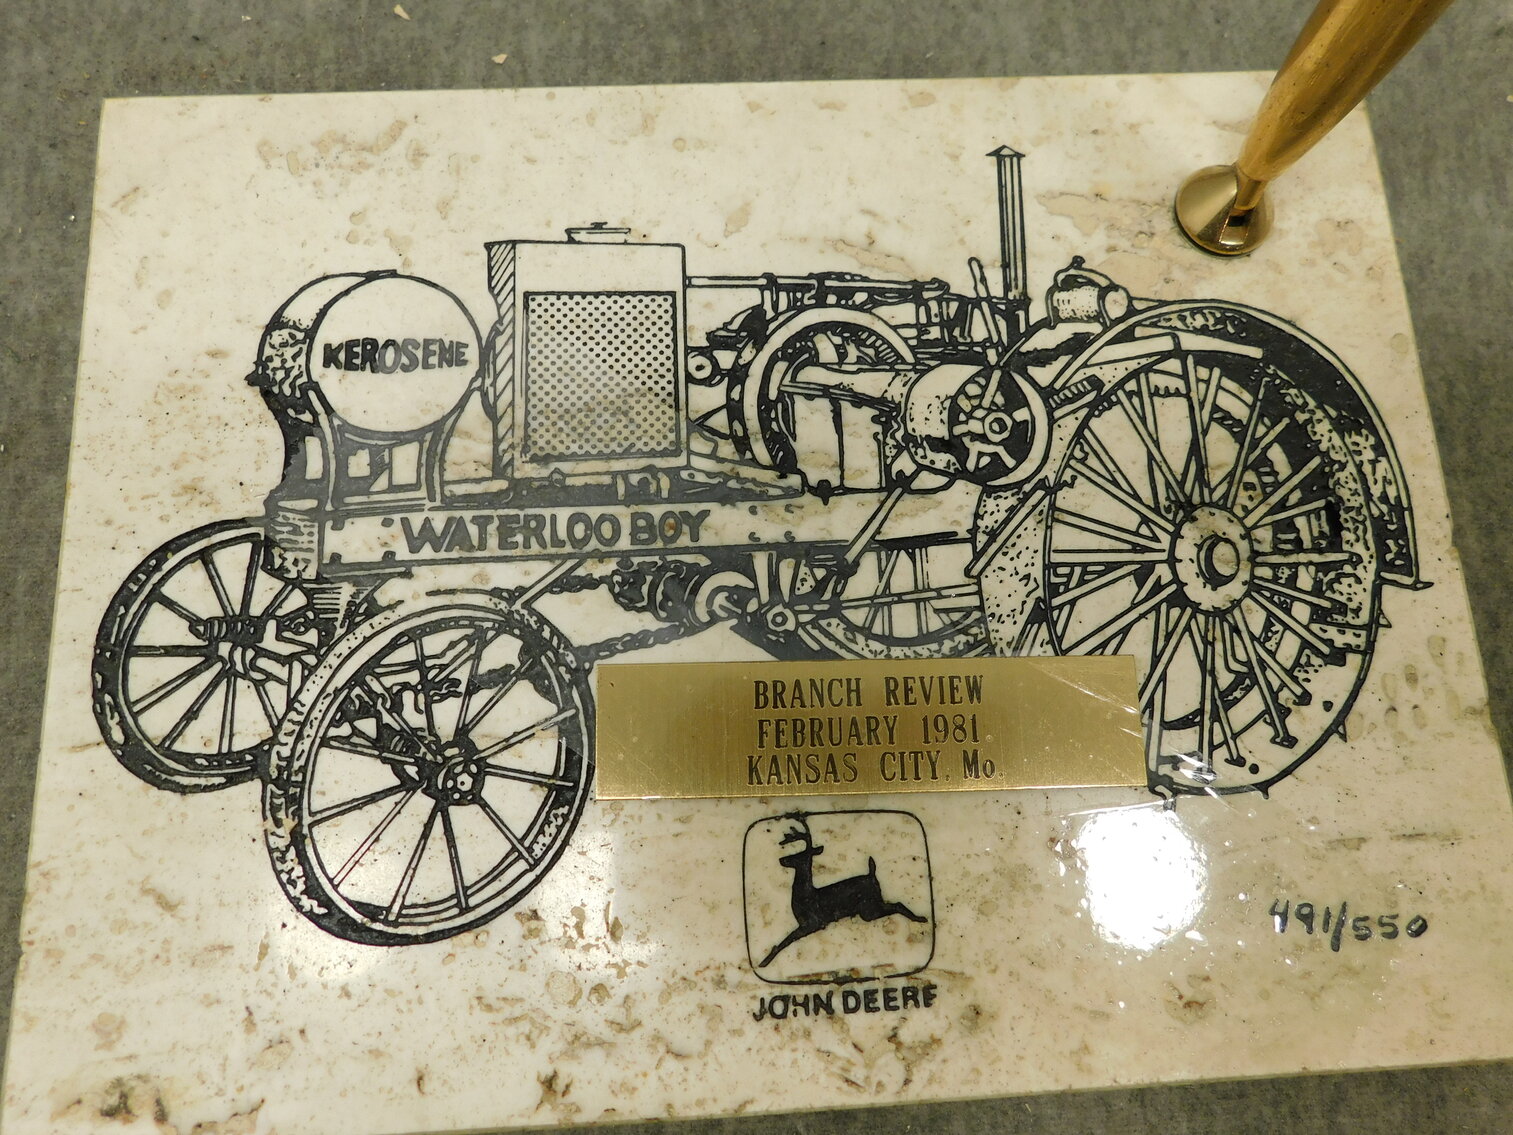 KEROSENE
WATERLOO BOY
BRANCH REVIEW
FEBRUARY 1981
KANSAS CITY, Mo.
JOHN DEERE
491/550